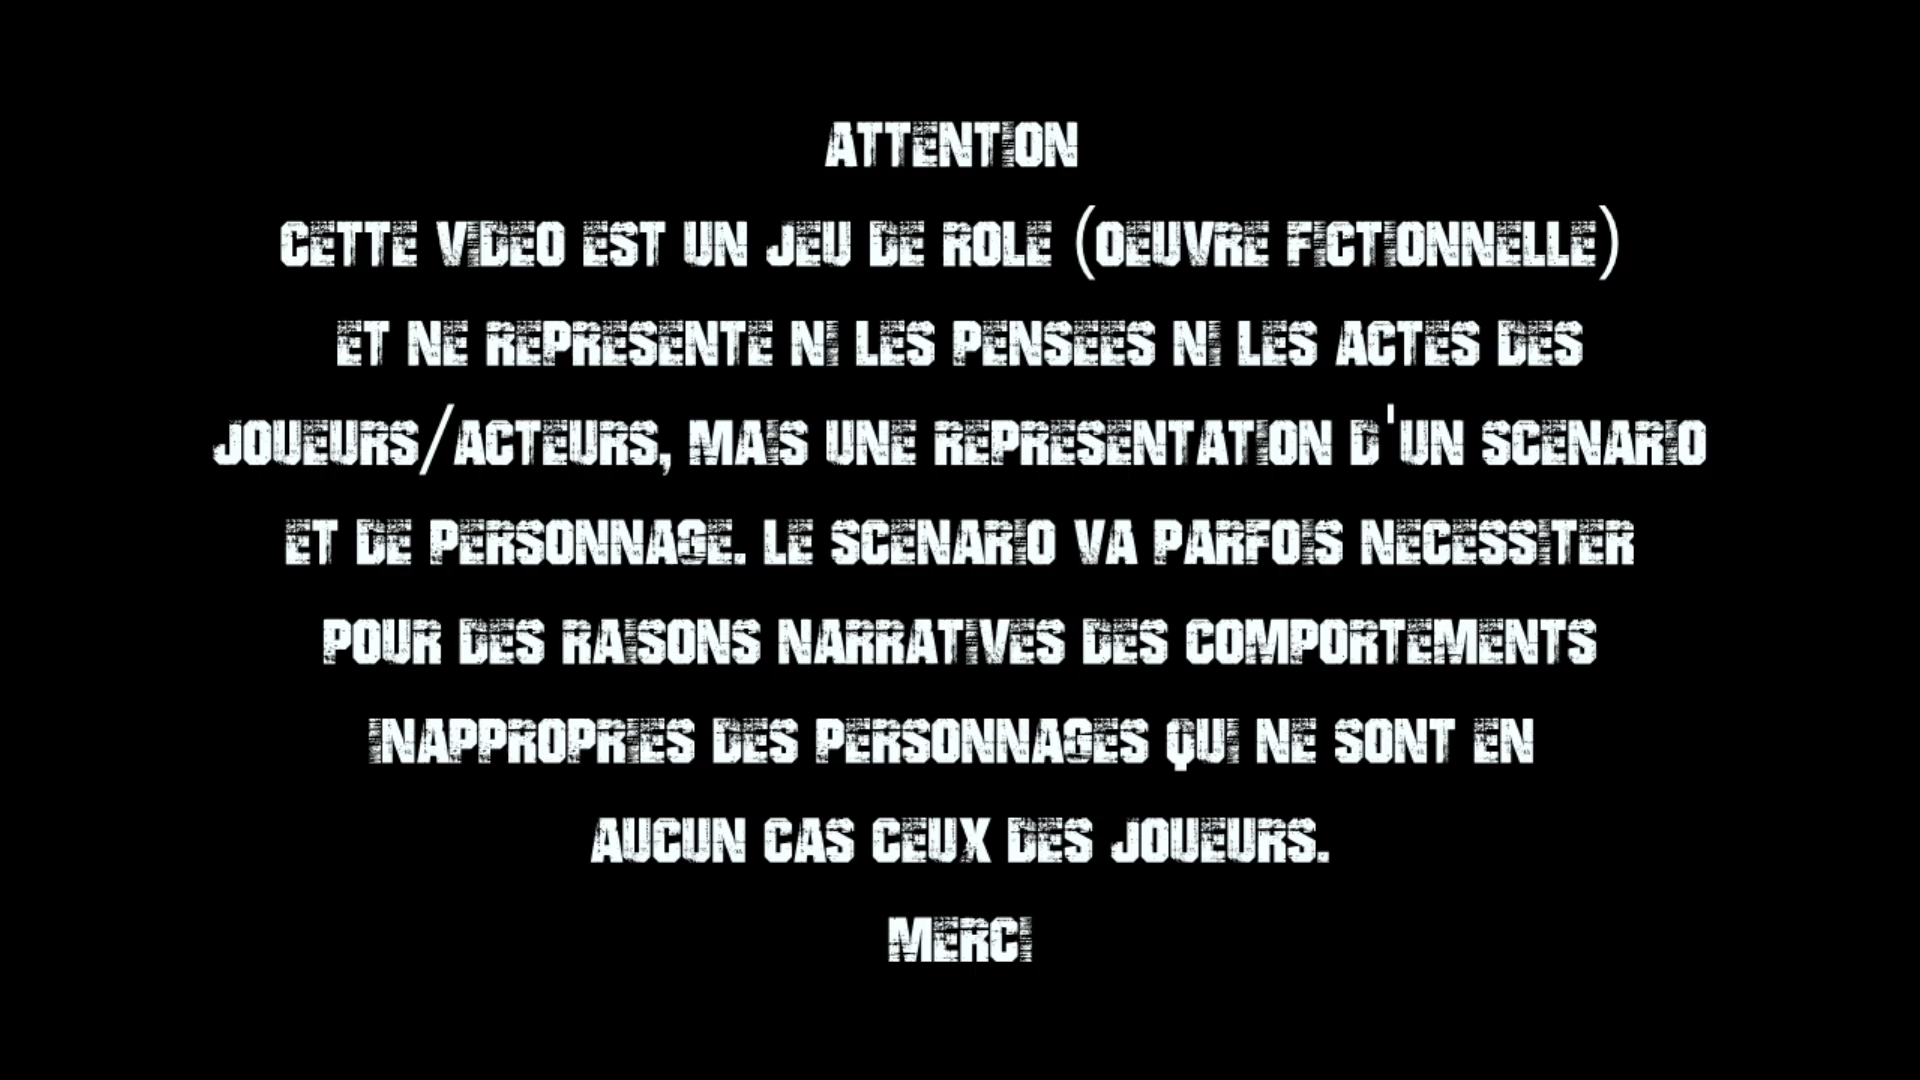 ATTENTION
CETTE VIDEO EST UN JEU DE ROLE (OEUVRE FICTIONNELLE)
ET NE REPRESENTE NI LES PENSEES NI LES ACTES DES
JOUEURS/ACTEURS, MAIS UNE REPRESENTATION D'UN SCENARIO
ET DE PERSONNAGE. LE SCENARIO VA PARFOIS NECESSITER
POUR DES RAISONS NARRATIVES DES COMPORTEMENTS
INAPPROPRIES DES PERSONNAGES QUI NE SONT EN
AUCUN CAS CEUX DES JOUEURS.
MERCI